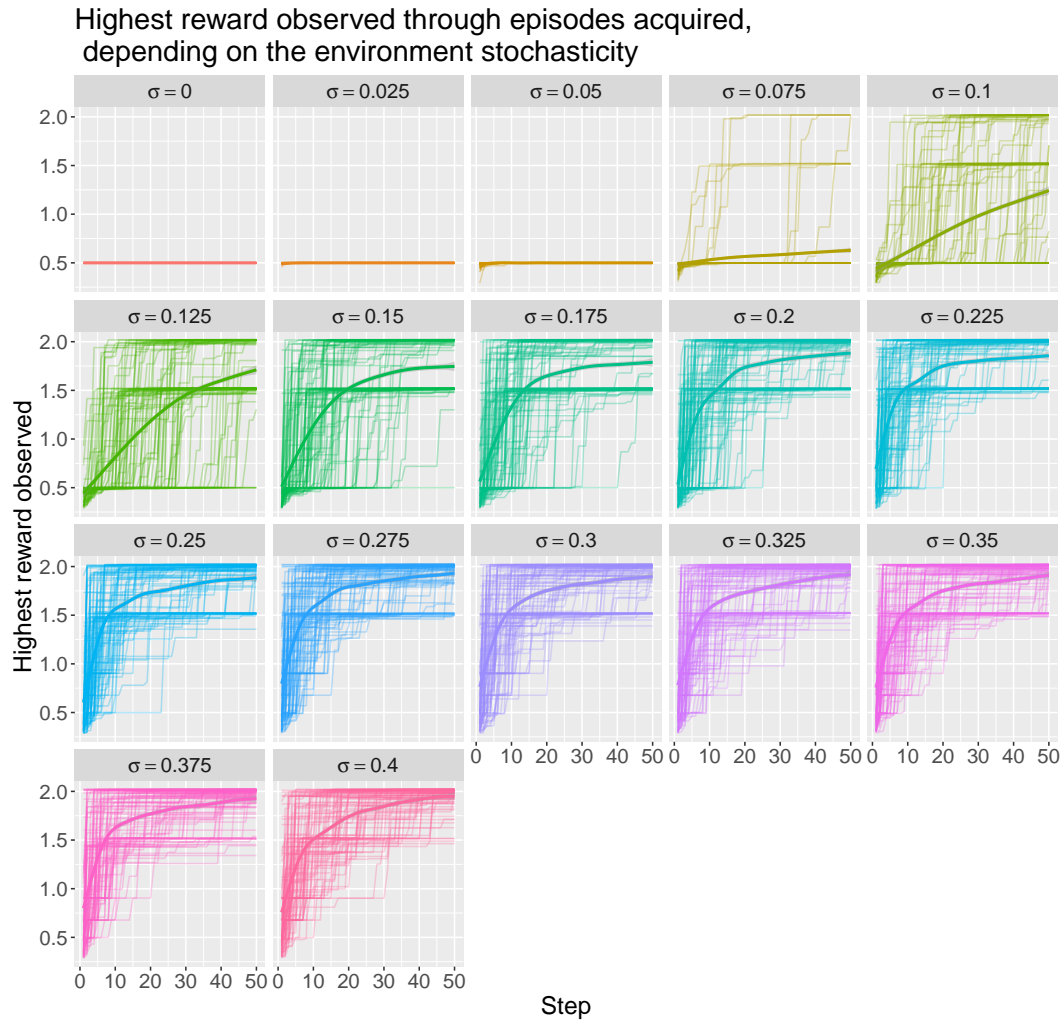 Highest reward observed through episodes acquired,
depending on the environment stochasticity
σ = 0
σ = 0.025
σ = 0.05
σ = 0.075
σ = 0.1
2.0
1.5
1.0
0.5
σ = 0.125
σ = 0.15
σ = 0.175
σ = 0.2
σ = 0.225
2.0
1.5
1.0
0.5
Highest reward observed
σ = 0.25
σ = 0.275
σ = 0.3
σ = 0.325
σ = 0.35
2.0
1.5
1.0
0.5
0 10 20 30 40 50
0 10 20 30 40 50
0 10 20 30 40 50
σ = 0.375
σ = 0.4
2.0
1.5
1.0
0.5
0 10 20 30 40 50
0 10 20 30 40 50
Step